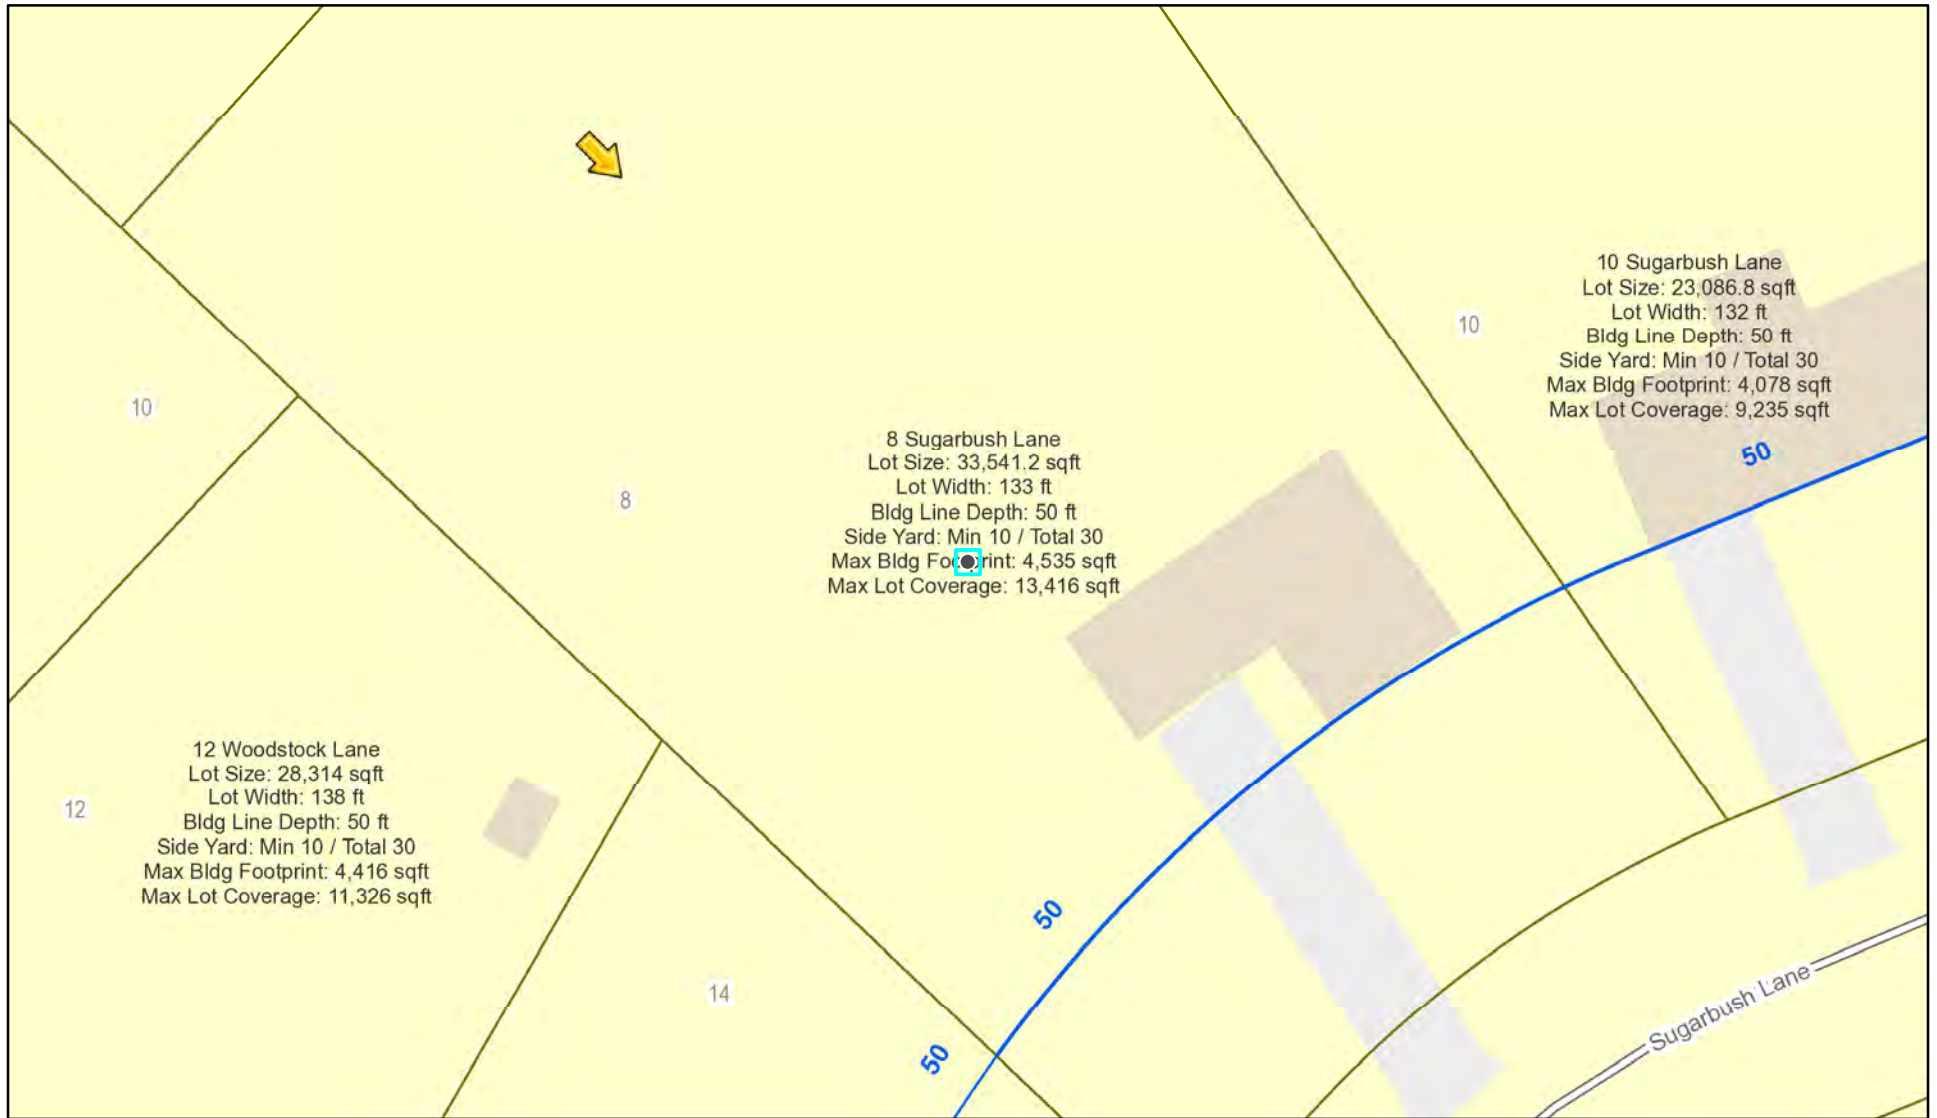 10 Sugarbush Lane
Lot Size: 23,086.8 sqft
Lot Width: 132 ft
Bldg Line Depth: 50 ft
Side Yard: Min 10 / Total 30
Max Bldg Footprint: 4,078 sqft
Max Lot Coverage: 9,235 sqft
10
10
50
8 Sugarbush Lane
Lot Size: 33,541.2 sqft
Lot Width: 133 ft
Bldg Line Depth: 50 ft
Side Yard: Min 10 / Total 30
Max Bldg Footprint: 4,535 sqft
Max Lot Coverage: 13,416 sqft
8
12 Woodstock Lane
Lot Size: 28,314 sqft
Lot Width: 138 ft
Bldg Line Depth: 50 ft
Side Yard: Min 10 / Total 30
Max Bldg Footprint: 4,416 sqft
Max Lot Coverage: 11,326 sqft
12
50
14
Sugarbush Lane
50